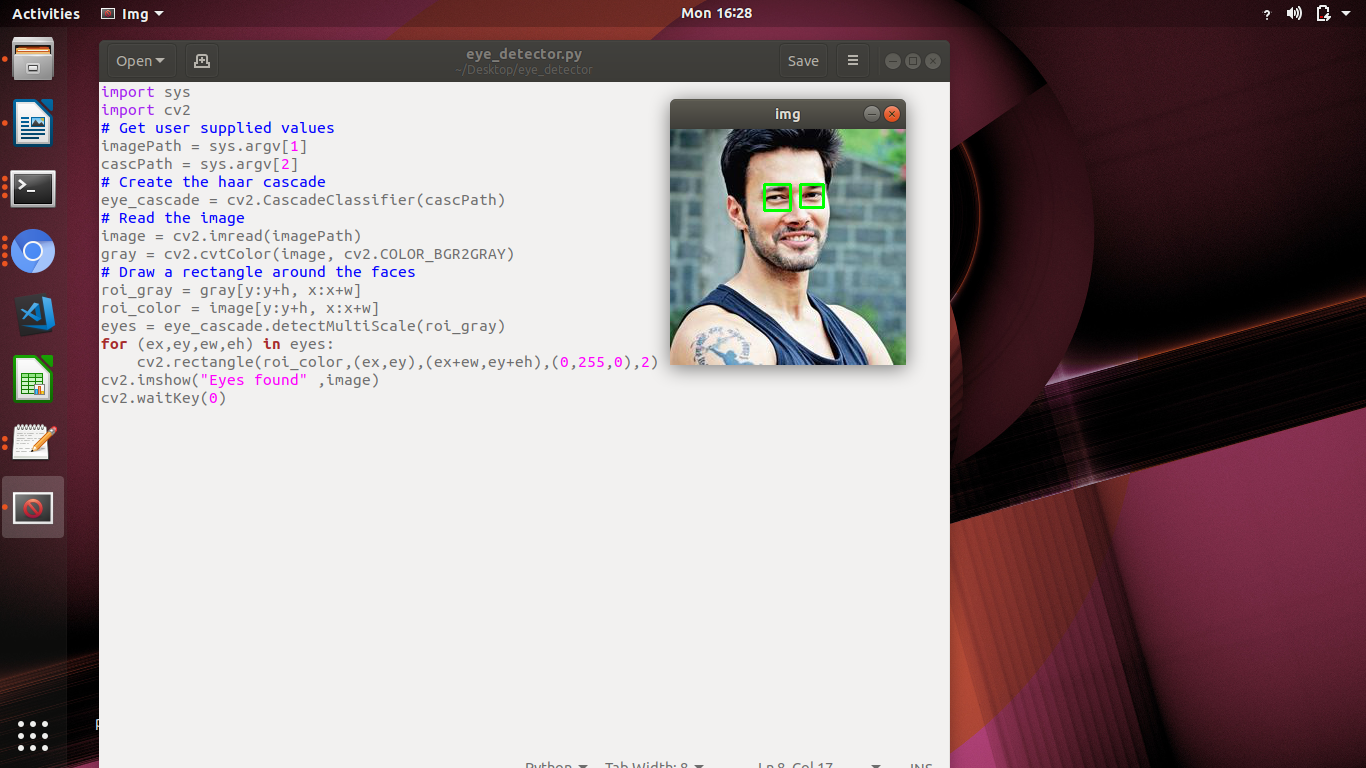 Activities Img Mon 16:28 ?
Open eye_detector.py Save
~/Desktop/eye_detector
import sys
import cv2
# Get user supplied values
imagePath = sys.argv[1]
cascPath = sys.argv[2]
# Create the haar cascade
eye_cascade = cv2.CascadeClassifier(cascPath)
# Read the image
image = cv2.imread(imagePath)
gray = cv2.cvtColor(image, cv2.COLOR_BGR2GRAY)
# Draw a rectangle around the faces
roi_gray = gray[y:y+h, x:x+w]
roi_color = image[y:y+h, x:x+w]
eyes = eye_cascade.detectMultiScale(roi_gray)
for (ex,ey,ew,eh) in eyes:
    cv2.rectangle(roi_color,(ex,ey),(ex+ew,ey+eh),(0,255,0),2)
cv2.imshow("Eyes found" ,image)
cv2.waitKey(0)
img
Python Tab Width: 8 Ln 8, Col 17 INS